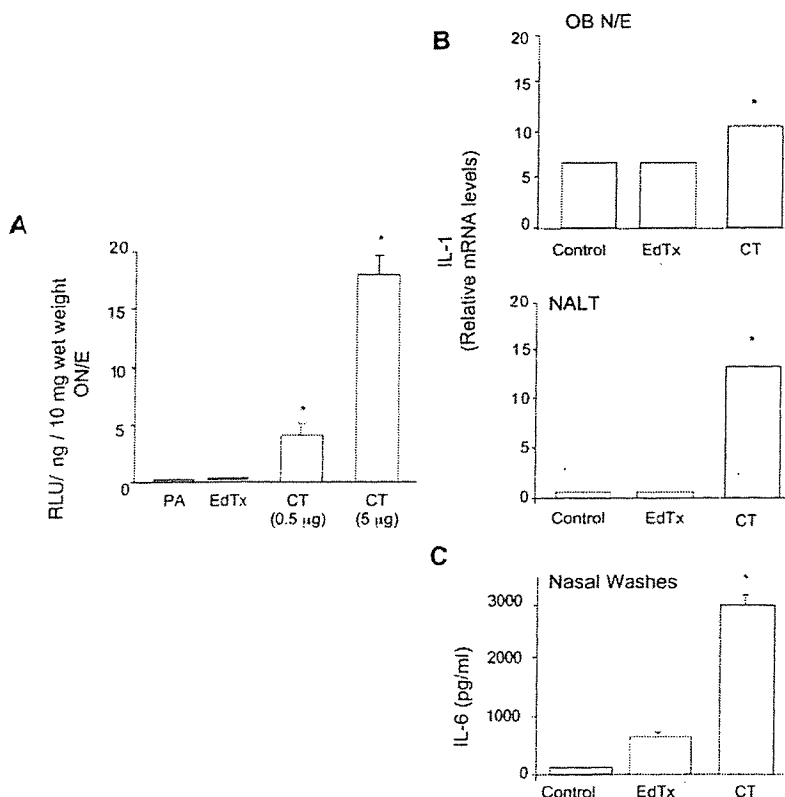 A
RLU/ ng / 10 mg wet weight
ON/E
20
15
10
5
0
*
*
PA
EdTx
CT
(0.5 µg)
CT
(5 µg)
B
IL-1
(Relative mRNA levels)
OB N/E
20
15
10
5
0
*
Control
EdTx
CT
NALT
20
15
10
5
0
*
Control
EdTx
CT
C
Nasal Washes
IL-6 (pg/ml)
3000
2000
1000
0
*
Control
EdTx
CT